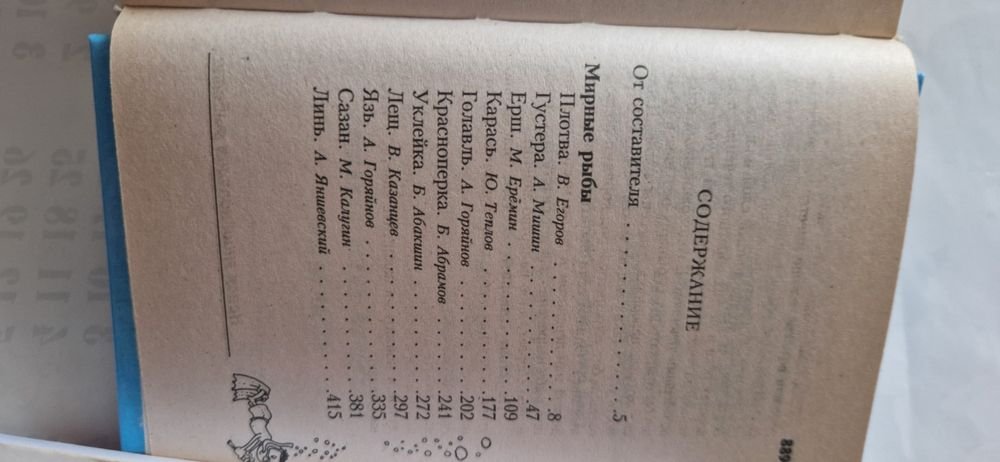 СОДЕРЖАНИЕ
От составителя . . . . . . . . . . . . . . . . . .5
Мирные рыбы
Плотва. В. Егоров . . . . . . . . . . . . . . .8
Густера. А. Мишин . . . . . . . . . . . . . .47
Ерш. М. Ерёмин . . . . . . . . . . . . . . .109
Карась. Ю. Теплов . . . . . . . . . . . . .177
Голавль. А. Горяйнов . . . . . . . . . . .202
Красноперка. Б. Абрамов . . . . . . . .241
Уклейка. Б. Абакшин . . . . . . . . . . .272
Лещ. В. Казанцев . . . . . . . . . . . . . .297
Язь. А. Горяйнов . . . . . . . . . . . . . . .335
Сазан. М. Калугин . . . . . . . . . . . . .381
Линь. А. Яншевский . . . . . . . . . . . .415